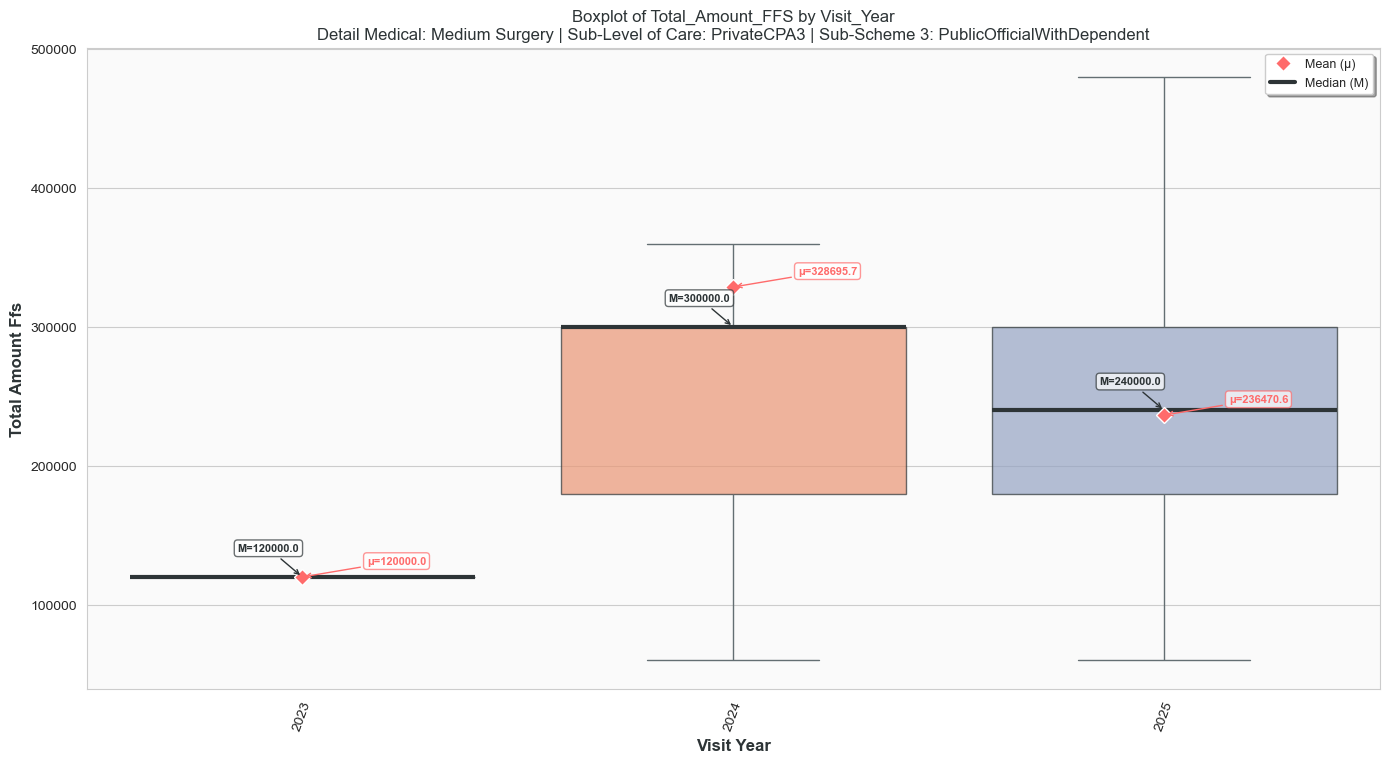 Boxplot of Total_Amount_FFS by Visit_Year
Detail Medical: Medium Surgery | Sub-Level of Care: PrivateCPA3 | Sub-Scheme 3: PublicOfficialWithDependent
Mean (μ)
Median (M)
Total Amount Ffs
500000
400000
300000
200000
100000
M=120000.0
μ=120000.0
M=300000.0
μ=328695.7
M=240000.0
μ=236470.6
2023
2024
2025
Visit Year